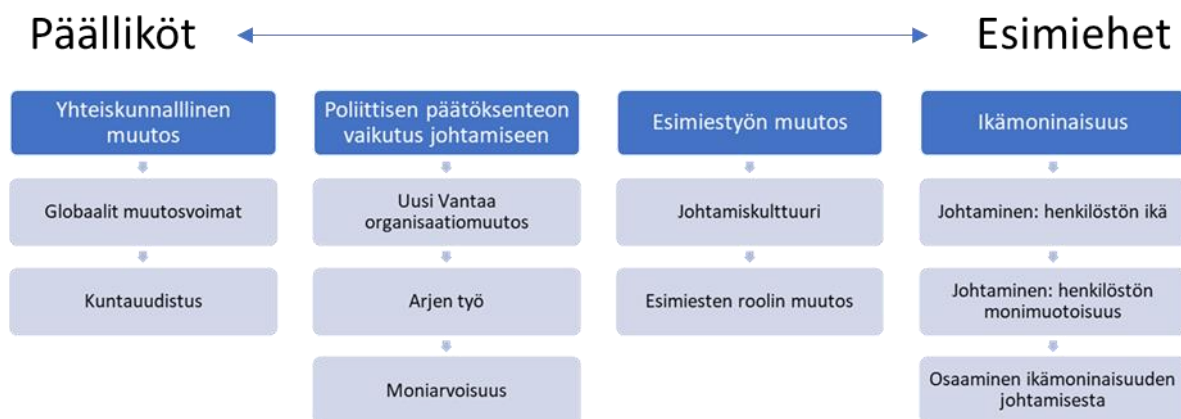 Päälliköt
Esimiehet
Yhteiskunnalllinen
muutos
Globaalit muutosvoimat
Kuntauudistus
Poliittisen päätöksenteon
vaikutus johtamiseen
Uusi Vantaa
organisaatiomuutos
Arjen työ
Moniarvoisuus
Esimiestyön muutos
Johtamiskulttuuri
Esimiesten roolin muutos
Ikämoninaisuus
Johtaminen: henkilöstön ikä
Johtaminen: henkilöstön
monimuotoisuus
Osaaminen ikämoninaisuuden
johtamisesta